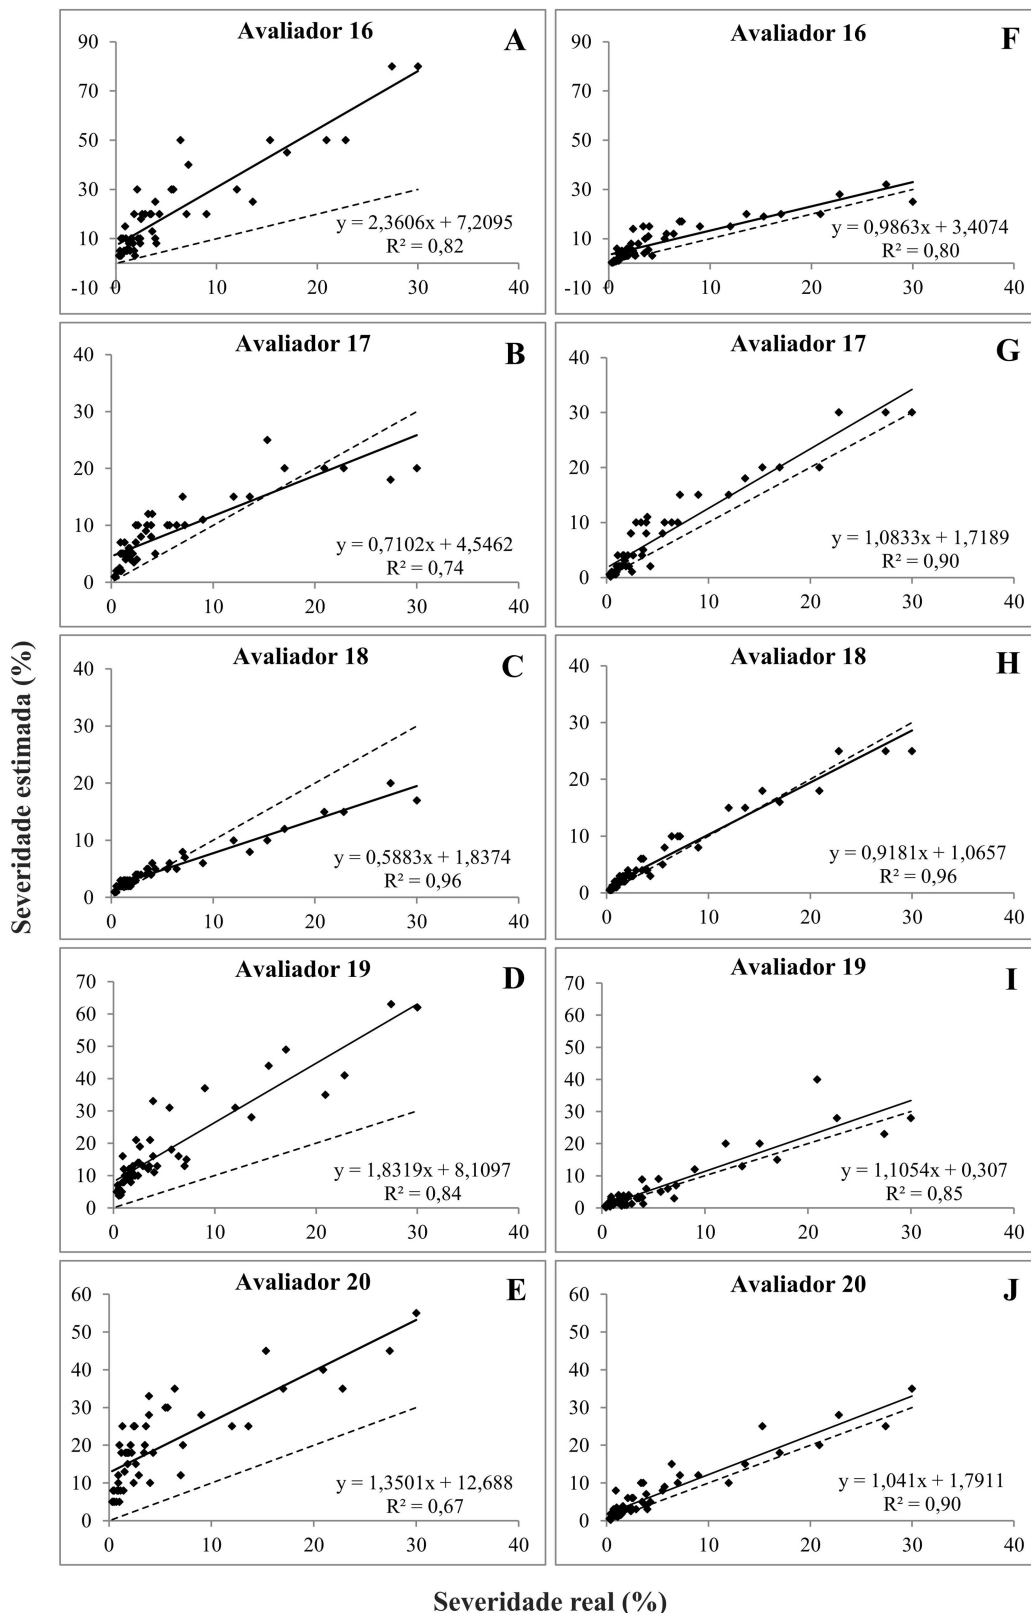 Avaliador 16
A
90
70
50
30
10
-10
0
10
20
30
40
y = 2,3606x + 7,2095
R² = 0,82
Avaliador 16
F
90
70
50
30
10
-10
0
10
20
30
40
y = 0,9863x + 3,4074
R² = 0,80
Avaliador 17
B
40
30
20
10
0
0
10
20
30
40
y = 0,7102x + 4,5462
R² = 0,74
Avaliador 17
G
40
30
20
10
0
0
10
20
30
40
y = 1,0833x + 1,7189
R² = 0,90
Avaliador 18
C
40
30
20
10
0
0
10
20
30
40
y = 0,5883x + 1,8374
R² = 0,96
Avaliador 18
H
40
30
20
10
0
0
10
20
30
40
y = 0,9181x + 1,0657
R² = 0,96
Avaliador 19
D
70
60
50
40
30
20
10
0
0
10
20
30
40
y = 1,8319x + 8,1097
R² = 0,84
Avaliador 19
I
70
60
50
40
30
20
10
0
0
10
20
30
40
y = 1,1054x + 0,307
R² = 0,85
Avaliador 20
E
60
50
40
30
20
10
0
0
10
20
30
40
y = 1,3501x + 12,688
R² = 0,67
Avaliador 20
J
60
50
40
30
20
10
0
0
10
20
30
40
y = 1,041x + 1,7911
R² = 0,90
Severidade estimada (%)
Severidade real (%)